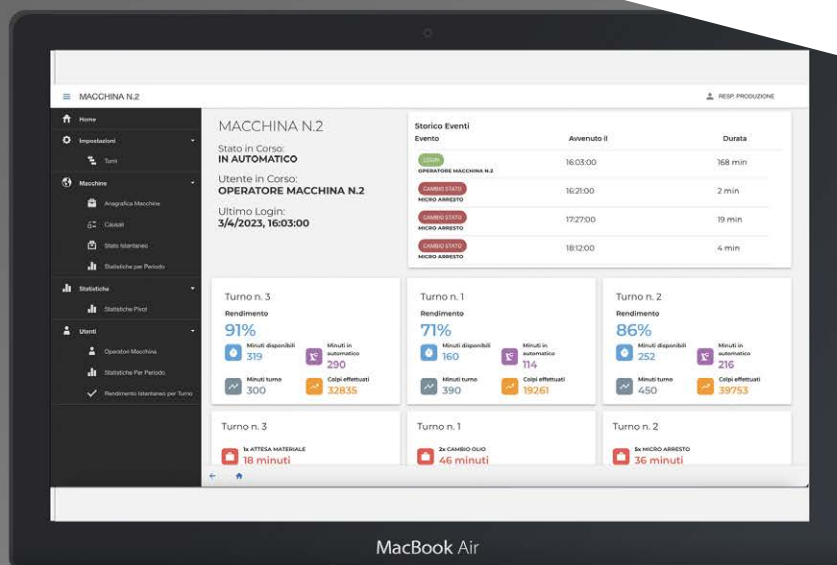 MACCHINA N.2
RESP. PRODUZIONE
Home
Impostazioni
Turni
Macchine
Anagrafica Macchine
Causali
Stato Istantaneo
Statistiche per Periodo
Statistiche
Statistiche Pivot
Utenti
Operatori Macchina
Statistiche Per Periodo
Rendimento Istantaneo per Turno
MACCHINA N.2
Stato in Corso:
IN AUTOMATICO
Utente in Corso:
OPERATORE MACCHINA N.2
Ultimo Login:
3/4/2023, 16:03:00
Storico Eventi
Evento Avvenuto il Durata
LOGIN
OPERATORE MACCHINA N.2
16:03:00 168 min
CAMBIO STATO
MICRO ARRESTO
16:21:00 2 min
CAMBIO STATO
MICRO ARRESTO
17:27:00 19 min
CAMBIO STATO
MICRO ARRESTO
18:12:00 4 min
Turno n. 3
Rendimento
91%
Minuti disponibili
319
Minuti in
automatico
290
Minuti turno
300
Colpi effettuati
32835
Turno n. 1
Rendimento
71%
Minuti disponibili
160
Minuti in
automatico
114
Minuti turno
390
Colpi effettuati
19261
Turno n. 2
Rendimento
86%
Minuti disponibili
252
Minuti in
automatico
216
Minuti turno
450
Colpi effettuati
39753
Turno n. 3
1x ATTESA MATERIALE
18 minuti
Turno n. 1
2x CAMBIO OLIO
46 minuti
Turno n. 2
5x MICRO ARRESTO
36 minuti
MacBook Air